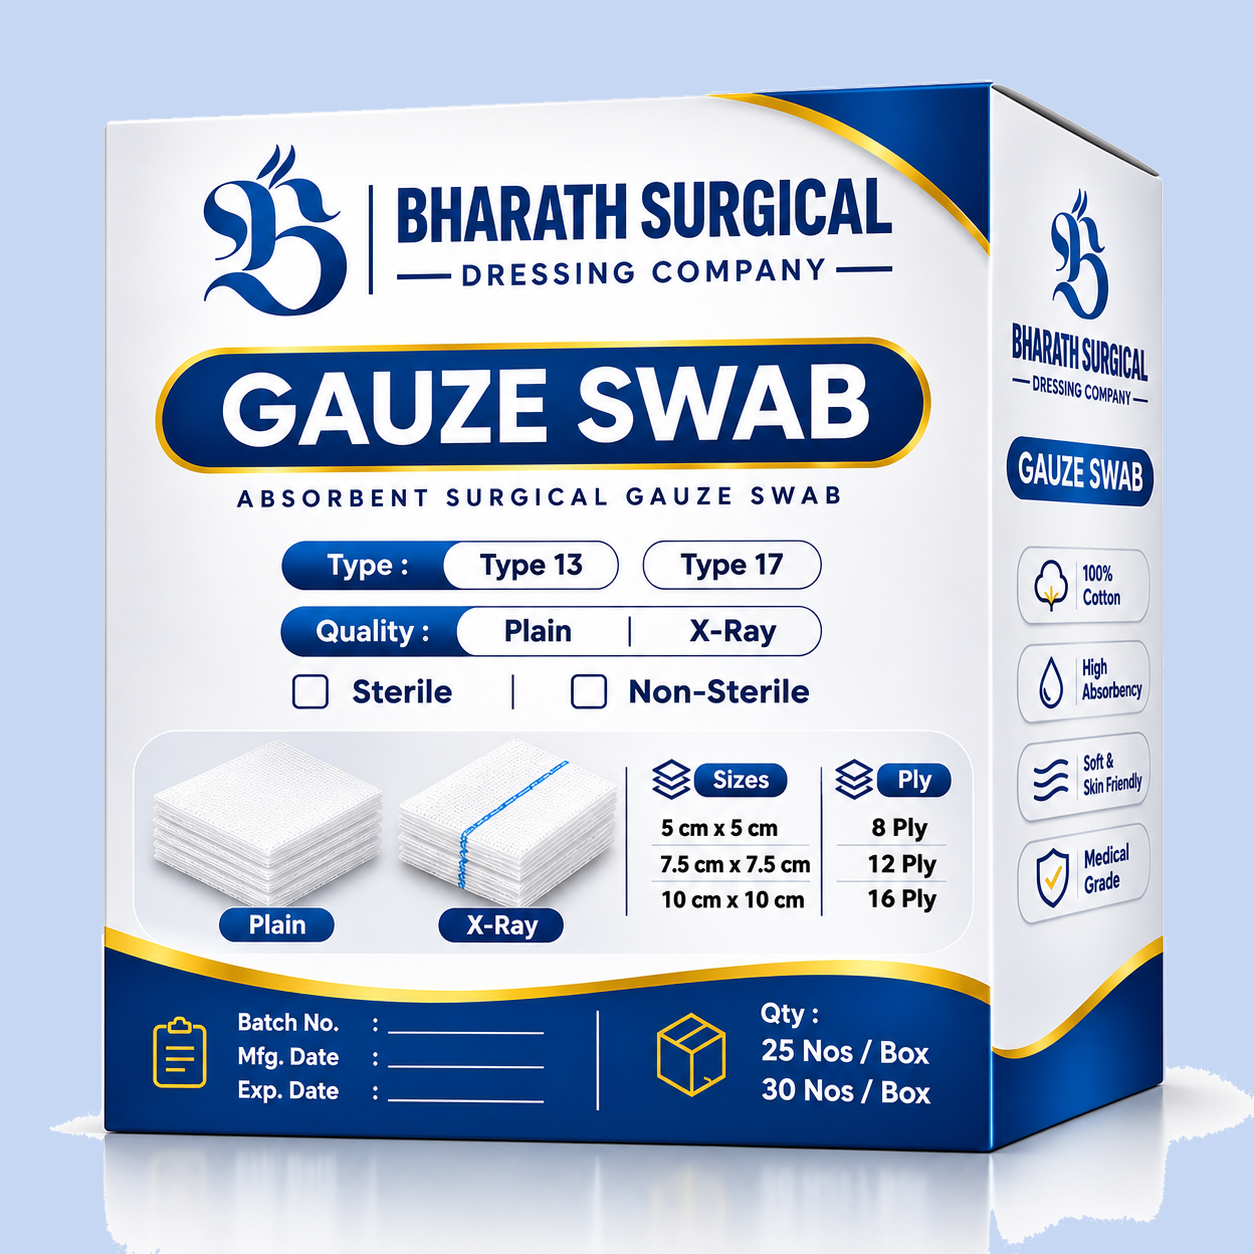 BHARATH SURGICAL
DRESSING COMPANY
GAUZE SWAB
ABSORBENT SURGICAL GAUZE SWAB
Type : Type 13 Type 17
Quality : Plain | X-Ray
Sterile | Non-Sterile
Plain
X-Ray
Sizes
5 cm x 5 cm
7.5 cm x 7.5 cm
10 cm x 10 cm
Ply
8 Ply
12 Ply
16 Ply
Batch No. :
Mfg. Date :
Exp. Date :
Qty :
25 Nos / Box
30 Nos / Box
BHARATH SURGICAL
DRESSING COMPANY
GAUZE SWAB
100%
Cotton
High
Absorbency
Soft &
Skin Friendly
Medical
Grade